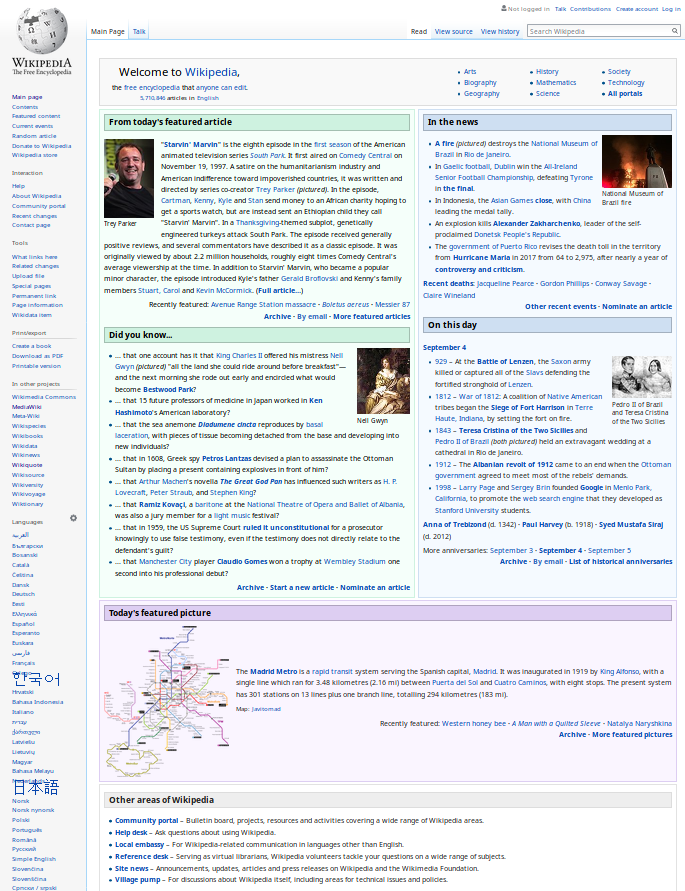 Not logged in Talk Contributions Create account Log in
Main Page Talk Read View source View history Search Wikipedia
WIKIPEDIA
The Free Encyclopedia
Main page
Contents
Featured content
Current events
Random article
Donate to Wikipedia
Wikipedia store
Interaction
Help
About Wikipedia
Community portal
Recent changes
Contact page
Tools
What links here
Related changes
Upload file
Special pages
Permanent link
Page information
Wikidata item
Print/export
Create a book
Download as PDF
Printable version
In other projects
Wikimedia Commons
MediaWiki
Meta-Wiki
Wikispecies
Wikibooks
Wikidata
Wikinews
Wikiquote
Wikisource
Wikiversity
Wikivoyage
Wiktionary
Languages
العربية
Български
Bosanski
Català
Čeština
Dansk
Deutsch
Eesti
Ελληνικά
Español
Esperanto
Euskara
فارسی
Français
한국어
Hrvatski
Bahasa Indonesia
Italiano
עברית
ქართული
Latviešu
Lietuvių
Magyar
Bahasa Melayu
日本語
Norsk
Norsk nynorsk
Polski
Português
Română
Русский
Simple English
Slovenčina
Slovenščina
Српски / srpski
Welcome to Wikipedia,
the free encyclopedia that anyone can edit.
5,710,846 articles in English
Arts
Biography
Geography
History
Mathematics
Science
Society
Technology
All portals
From today's featured article
Trey Parker
"Starvin' Marvin" is the eighth episode in the first season of the American
animated television series South Park. It first aired on Comedy Central on
November 19, 1997. A satire on the humanitarianism industry and
American indifference toward impoverished countries, it was written and
directed by series co-creator Trey Parker (pictured). In the episode,
Cartman, Kenny, Kyle and Stan send money to an African charity hoping to
get a sports watch, but are instead sent an Ethiopian child they call
"Starvin' Marvin". In a Thanksgiving-themed subplot, genetically
engineered turkeys attack South Park. The episode received generally
positive reviews, and several commentators have described it as a classic episode. It was
originally viewed by about 2.2 million households, roughly eight times Comedy Central's
average viewership at the time. In addition to Starvin' Marvin, who became a popular
minor character, the episode introduced Kyle's father Gerald Broflovski and Kenny's family
members Stuart, Carol and Kevin McCormick. (Full article...)
Recently featured: Avenue Range Station massacre · Boletus aereus · Messier 87
Archive · By email · More featured articles
Did you know...
Nell Gwyn
... that one account has it that King Charles II offered his mistress Nell
Gwyn (pictured) "all the land she could ride around before breakfast"—
and the next morning she rode out early and encircled what would
become Bestwood Park?
... that 15 future professors of medicine in Japan worked in Ken
Hashimoto's American laboratory?
... that the sea anemone Diadumene cincta reproduces by basal
laceration, with pieces of tissue becoming detached from the base and developing into
new individuals?
... that in 1608, Greek spy Petros Lantzas devised a plan to assassinate the Ottoman
Sultan by placing a present containing explosives in front of him?
... that Arthur Machen's novella The Great God Pan has influenced such writers as H. P.
Lovecraft, Peter Straub, and Stephen King?
... that Ramiz Kovaçi, a baritone at the National Theatre of Opera and Ballet of Albania,
was also a jury member for a light music festival?
... that in 1959, the US Supreme Court ruled it unconstitutional for a prosecutor
knowingly to use false testimony, even if the testimony does not directly relate to the
defendant's guilt?
... that Manchester City player Claudio Gomes won a trophy at Wembley Stadium one
second into his professional debut?
Archive · Start a new article · Nominate an article
In the news
National Museum of
Brazil fire
A fire (pictured) destroys the National Museum of
Brazil in Rio de Janeiro.
In Gaelic football, Dublin win the All-Ireland
Senior Football Championship, defeating Tyrone
in the final.
In Indonesia, the Asian Games close, with China
leading the medal tally.
An explosion kills Alexander Zakharchenko, leader of the self-
proclaimed Donetsk People's Republic.
The government of Puerto Rico revises the death toll in the territory
from Hurricane Maria in 2017 from 64 to 2,975, after nearly a year of
controversy and criticism.
Recent deaths: Jacqueline Pearce · Gordon Phillips · Conway Savage ·
Claire Wineland
Other recent events · Nominate an article
On this day
September 4
Pedro II of Brazil
and Teresa Cristina
of the Two Sicilies
929 – At the Battle of Lenzen, the Saxon army
killed or captured all of the Slavs defending the
fortified stronghold of Lenzen.
1812 – War of 1812: A coalition of Native American
tribes began the Siege of Fort Harrison in Terre
Haute, Indiana, by setting the fort on fire.
1843 – Teresa Cristina of the Two Sicilies and
Pedro II of Brazil (both pictured) held an extravagant wedding at a
cathedral in Rio de Janeiro.
1912 – The Albanian revolt of 1912 came to an end when the Ottoman
government agreed to meet most of the rebels' demands.
1998 – Larry Page and Sergey Brin founded Google in Menlo Park,
California, to promote the web search engine that they developed as
Stanford University students.
Anna of Trebizond (d. 1342) · Paul Harvey (b. 1918) · Syed Mustafa Siraj
(d. 2012)
More anniversaries: September 3 · September 4 · September 5
Archive · By email · List of historical anniversaries
Today's featured picture
The Madrid Metro is a rapid transit system serving the Spanish capital, Madrid. It was inaugurated in 1919 by King Alfonso, with a
single line which ran for 3.48 kilometres (2.16 mi) between Puerta del Sol and Cuatro Caminos, with eight stops. The present system
has 301 stations on 13 lines plus one branch line, totalling 294 kilometres (183 mi).
Map: Javitomad
Recently featured: Western honey bee · A Man with a Quilted Sleeve · Natalya Naryshkina
Archive · More featured pictures
Other areas of Wikipedia
Community portal – Bulletin board, projects, resources and activities covering a wide range of Wikipedia areas.
Help desk – Ask questions about using Wikipedia.
Local embassy – For Wikipedia-related communication in languages other than English.
Reference desk – Serving as virtual librarians, Wikipedia volunteers tackle your questions on a wide range of subjects.
Site news – Announcements, updates, articles and press releases on Wikipedia and the Wikimedia Foundation.
Village pump – For discussions about Wikipedia itself, including areas for technical issues and policies.